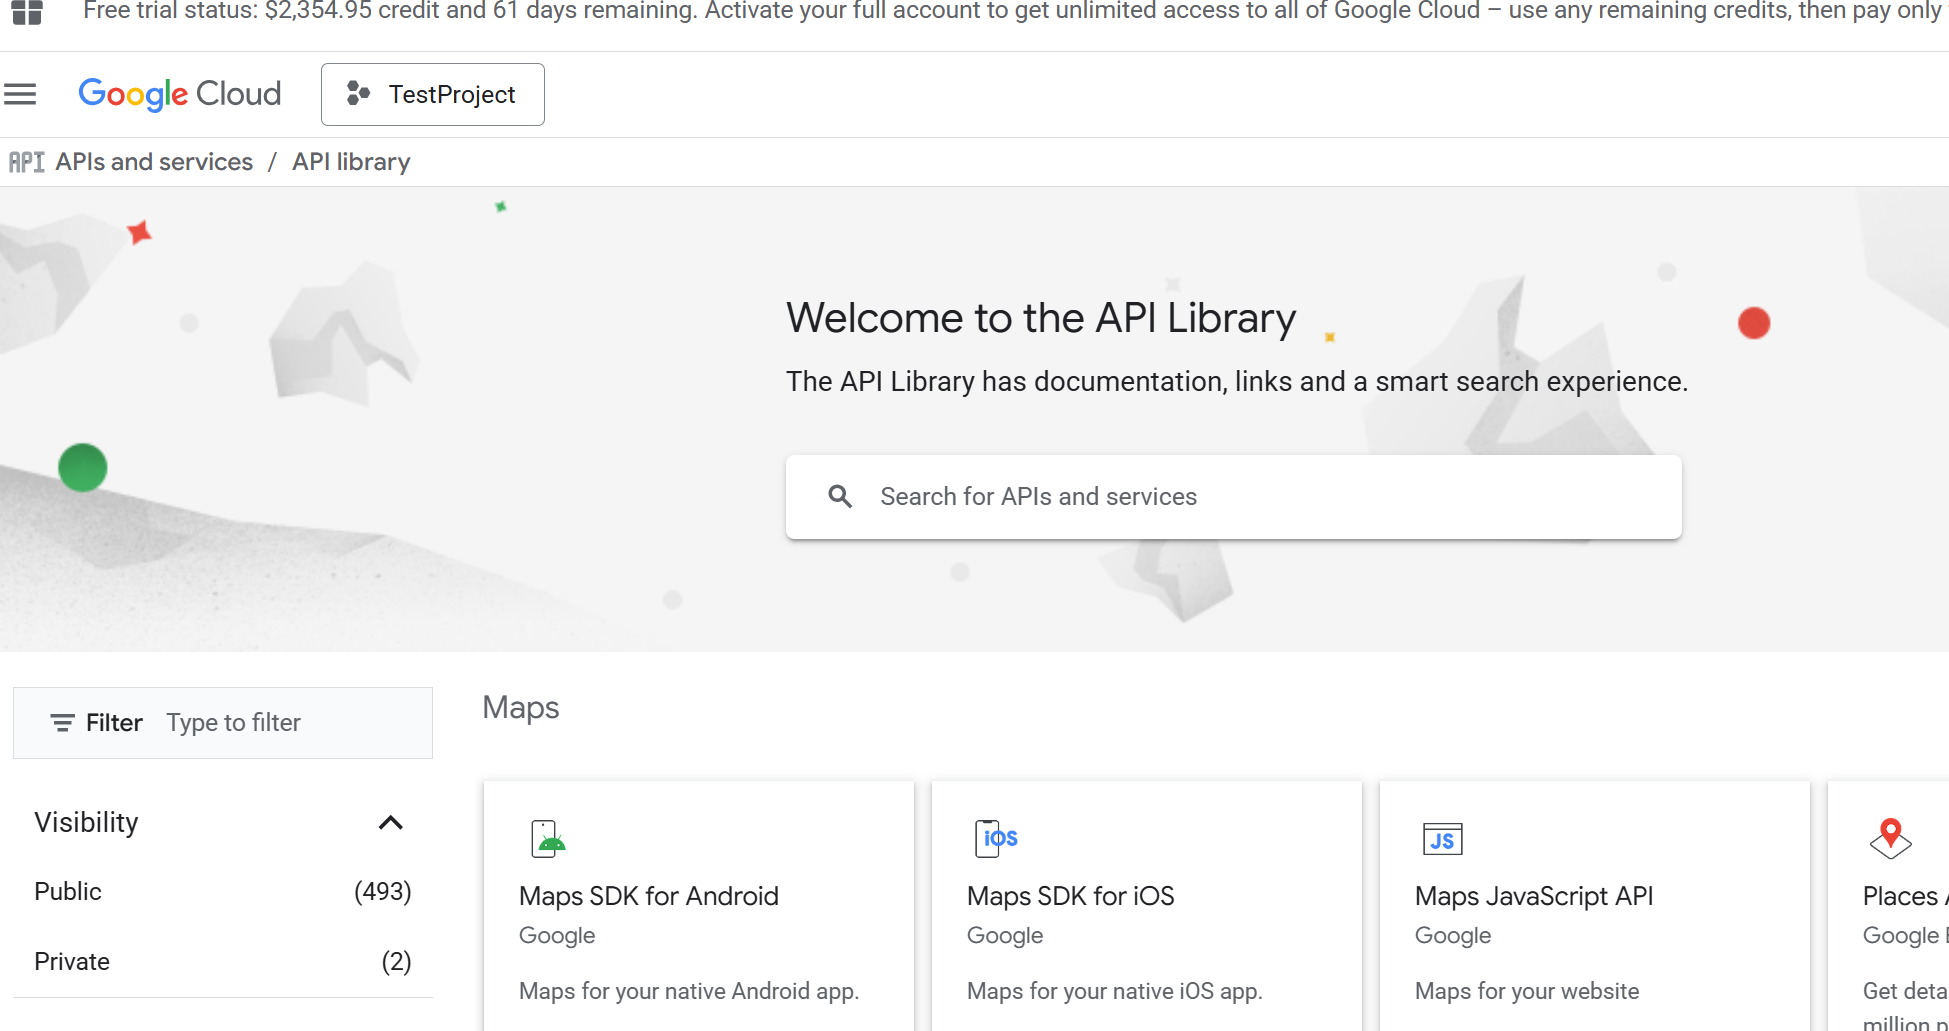 Free trial status: $2,354.95 credit and 61 days remaining. Activate your full account to get unlimited access to all of Google Cloud – use any remaining credits, then pay only
Google Cloud
TestProject
API APIs and services / API library
Welcome to the API Library
The API Library has documentation, links and a smart search experience.
Search for APIs and services
Filter Type to filter
Maps
Visibility
Public (493)
Private (2)
Maps SDK for Android
Google
Maps for your native Android app.
iOS
Maps SDK for iOS
Google
Maps for your native iOS app.
JS
Maps JavaScript API
Google
Maps for your website
Places
Google
Get
million